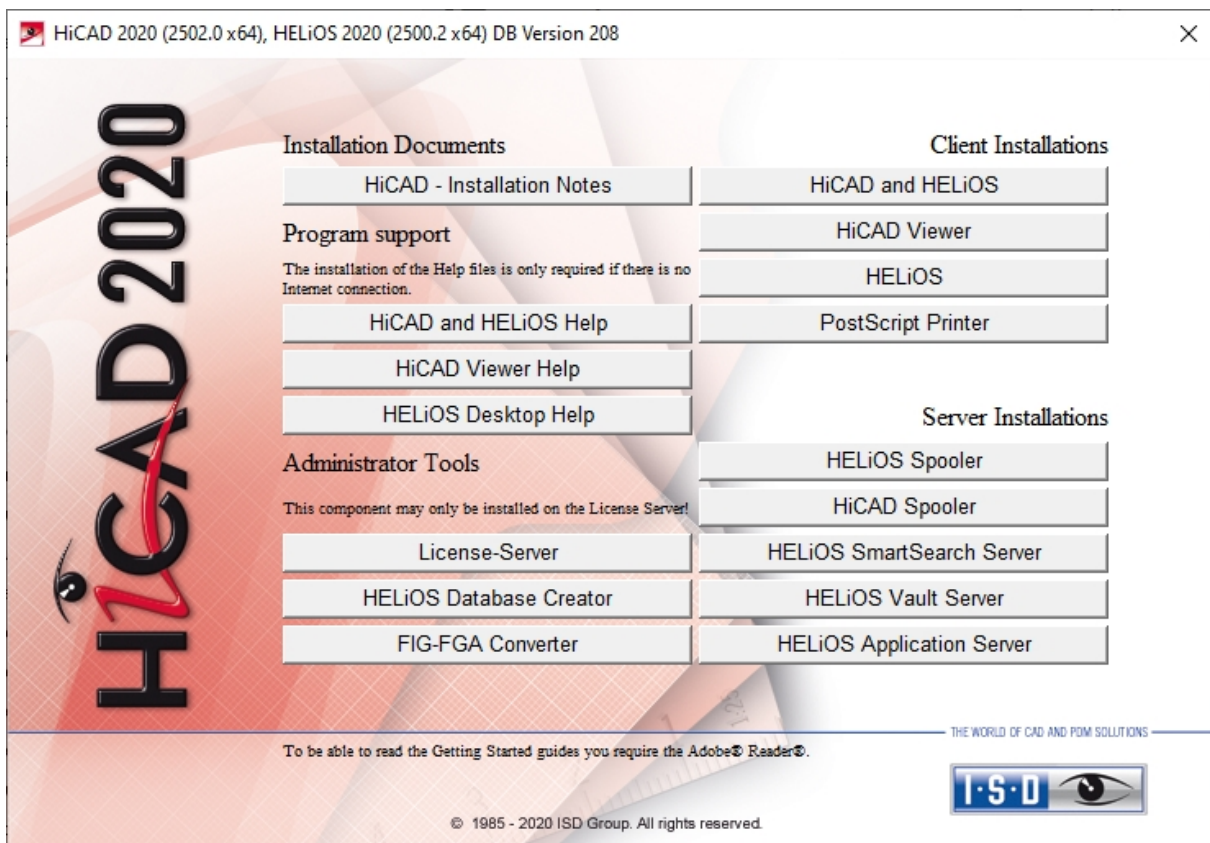 HiCAD 2020 (2502.0 x64), HELiOS 2020 (2500.2 x64) DB Version 208
HiCAD 2020
Installation Documents
HiCAD - Installation Notes
Program support
The installation of the Help files is only required if there is no
Internet connection.
HiCAD and HELiOS Help
HiCAD Viewer Help
HELiOS Desktop Help
Administrator Tools
This component may only be installed on the License Server!
License-Server
HELiOS Database Creator
FIG-FGA Converter
Client Installations
HiCAD and HELiOS
HiCAD Viewer
HELiOS
PostScript Printer
Server Installations
HELiOS Spooler
HiCAD Spooler
HELiOS SmartSearch Server
HELiOS Vault Server
HELiOS Application Server
THE WORLD OF CAD AND PDM SOLUTIONS
To be able to read the Getting Started guides you require the Adobe® Reader®.
I·S·D
© 1985 - 2020 ISD Group. All rights reserved.